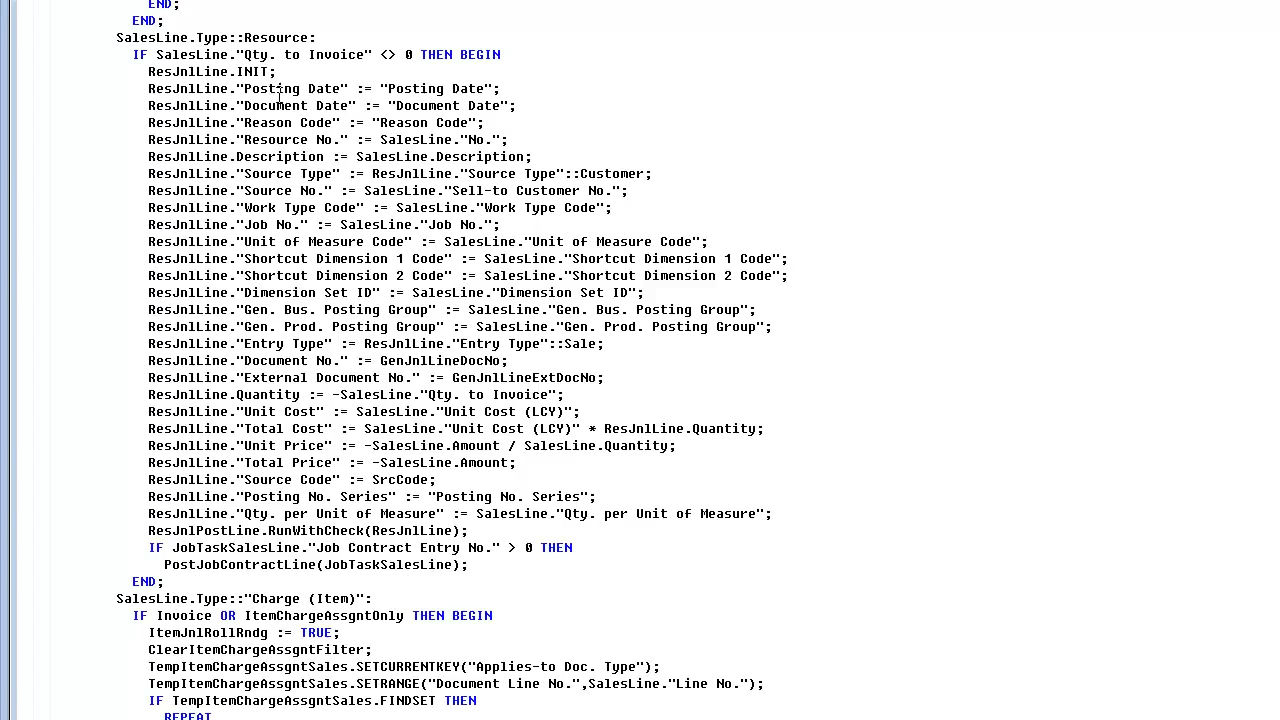 END;
END;
SalesLine.Type::Resource:
IF SalesLine."Qty. to Invoice" <> 0 THEN BEGIN
ResJnlLine.INIT;
ResJnlLine."Posting Date" := "Posting Date";
ResJnlLine."Document Date" := "Document Date";
ResJnlLine."Reason Code" := "Reason Code";
ResJnlLine."Resource No." := SalesLine."No.";
ResJnlLine.Description := SalesLine.Description;
ResJnlLine."Source Type" := ResJnlLine."Source Type"::Customer;
ResJnlLine."Source No." := SalesLine."Sell-to Customer No.";
ResJnlLine."Work Type Code" := SalesLine."Work Type Code";
ResJnlLine."Job No." := SalesLine."Job No.";
ResJnlLine."Unit of Measure Code" := SalesLine."Unit of Measure Code";
ResJnlLine."Shortcut Dimension 1 Code" := SalesLine."Shortcut Dimension 1 Code";
ResJnlLine."Shortcut Dimension 2 Code" := SalesLine."Shortcut Dimension 2 Code";
ResJnlLine."Dimension Set ID" := SalesLine."Dimension Set ID";
ResJnlLine."Gen. Bus. Posting Group" := SalesLine."Gen. Bus. Posting Group";
ResJnlLine."Gen. Prod. Posting Group" := SalesLine."Gen. Prod. Posting Group";
ResJnlLine."Entry Type" := ResJnlLine."Entry Type"::Sale;
ResJnlLine."Document No." := GenJnlLineDocNo;
ResJnlLine."External Document No." := GenJnlLineExtDocNo;
ResJnlLine.Quantity := -SalesLine."Qty. to Invoice";
ResJnlLine."Unit Cost" := SalesLine."Unit Cost (LCY)";
ResJnlLine."Total Cost" := SalesLine."Unit Cost (LCY)" * ResJnlLine.Quantity;
ResJnlLine."Unit Price" := -SalesLine.Amount / SalesLine.Quantity;
ResJnlLine."Total Price" := -SalesLine.Amount;
ResJnlLine."Source Code" := SrcCode;
ResJnlLine."Posting No. Series" := "Posting No. Series";
ResJnlLine."Qty. per Unit of Measure" := SalesLine."Qty. per Unit of Measure";
ResJnlPostLine.RunWithCheck(ResJnlLine);
IF JobTaskSalesLine."Job Contract Entry No." > 0 THEN
PostJobContractLine(JobTaskSalesLine);
END;
SalesLine.Type::"Charge (Item)":
IF Invoice OR ItemChargeAssgntOnly THEN BEGIN
ItemJnlRollRndg := TRUE;
ClearItemChargeAssgntFilter;
TempItemChargeAssgntSales.SETCURRENTKEY("Applies-to Doc. Type");
TempItemChargeAssgntSales.SETRANGE("Document Line No.",SalesLine."Line No.");
IF TempItemChargeAssgntSales.FINDSET THEN
REPEAT